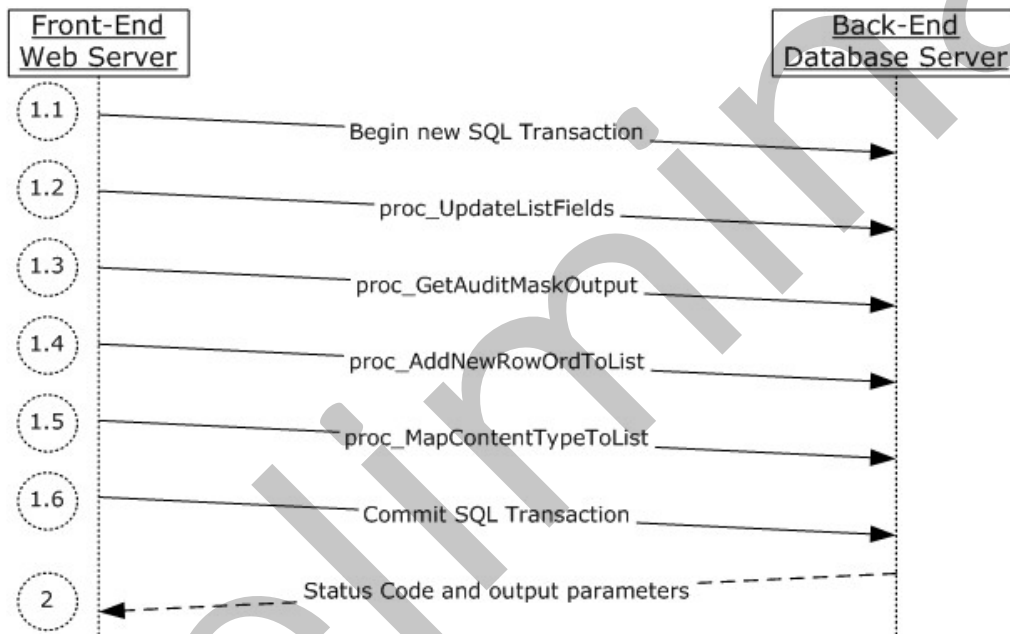 Front-End
Web Server
Back-End
Database Server
1.1
Begin new SQL Transaction
1.2
proc_UpdateListFields
1.3
proc_GetAuditMaskOutput
1.4
proc_AddNewRowOrdToList
1.5
proc_MapContentTypeToList
1.6
Commit SQL Transaction
2
Status Code and output parameters